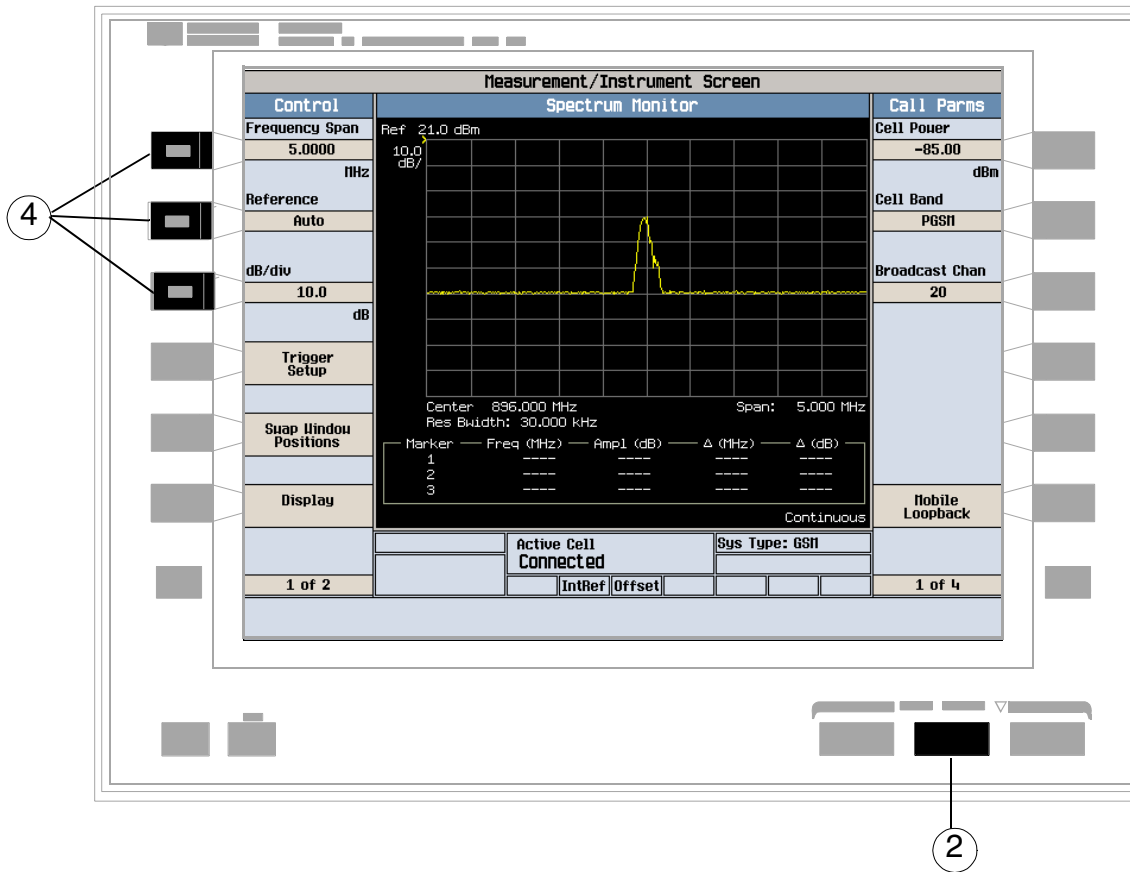 Measurement/Instrument Screen
Control
Spectrum Monitor
Call Parms
Frequency Span
5.0000
MHz
Reference
Auto
dB/div
10.0
dB
Trigger
Setup
Swap Window
Positions
Display
1 of 2
Ref 21.0 dBm
10.0
dB/
Center 896.000 MHz
Span: 5.000 MHz
Res Bwidth: 30.000 kHz
Marker Freq (MHz) Ampl (dB) Δ (MHz) Δ (dB)
1 ---- ---- ---- ----
2 ---- ---- ---- ----
3 ---- ---- ---- ----
Continuous
Active Cell
Connected
Sys Type: GSM
IntRef Offset
Cell Power
-85.00
dBm
Cell Band
PGSM
Broadcast Chan
20
Mobile
Loopback
1 of 4
4
2